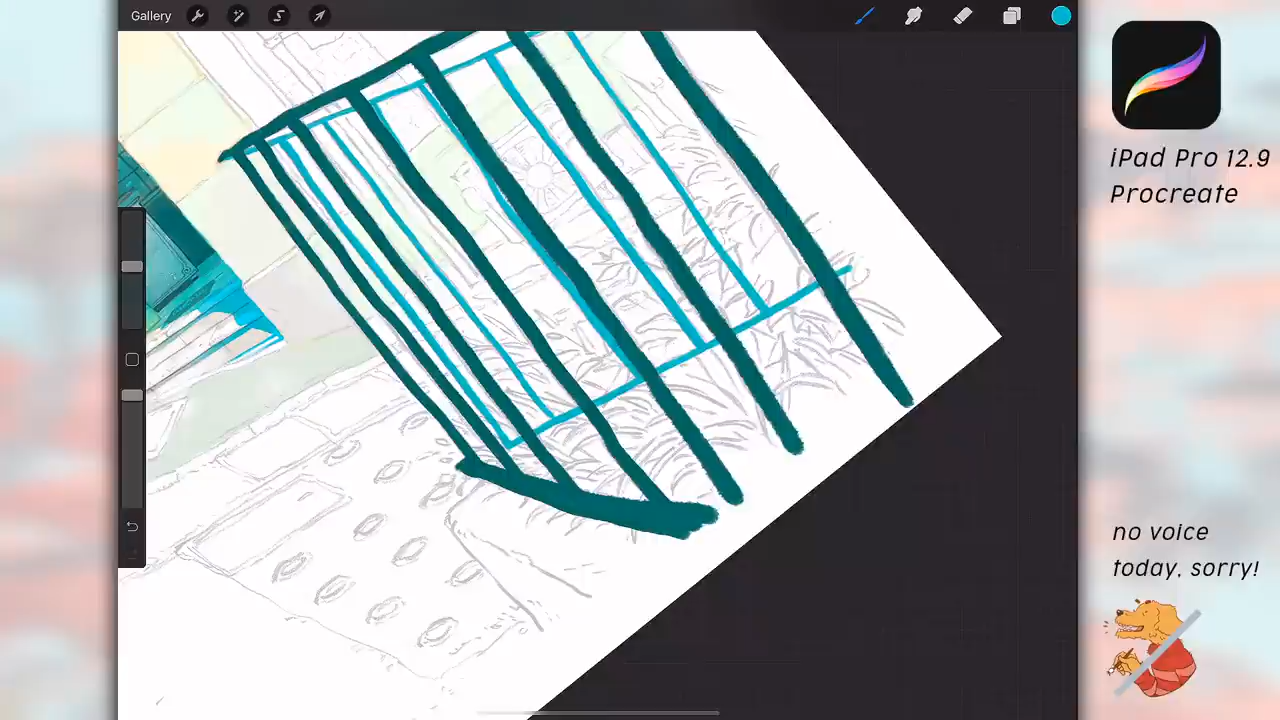 Gallery
iPad Pro 12.9
Procreate
no voice
today, sorry!